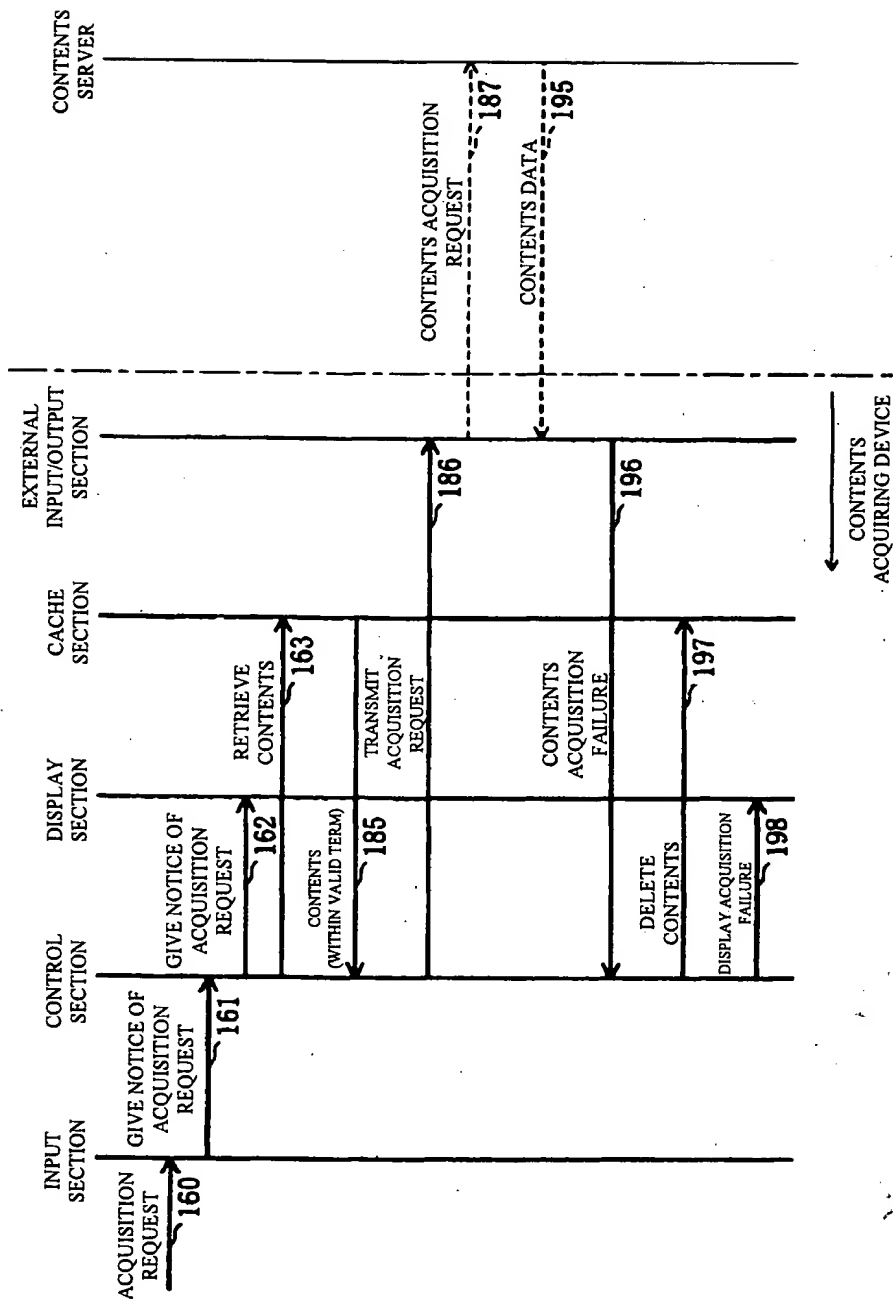 INPUT
SECTION
CONTROL
SECTION
DISPLAY
SECTION
CACHE
SECTION
EXTERNAL
INPUT/OUTPUT
SECTION
CONTENTS
SERVER
ACQUISITION
REQUEST
160
GIVE NOTICE OF
ACQUISITION
REQUEST
161
GIVE NOTICE OF
ACQUISITION
REQUEST
162
RETRIEVE
CONTENTS
163
CONTENTS
(WITHIN VALID TERM)
185
TRANSMIT
ACQUISITION
REQUEST
186
CONTENTS ACQUISITION
REQUEST
187
CONTENTS DATA
195
CONTENTS ACQUISITION
FAILURE
196
DELETE
CONTENTS
197
DISPLAY ACQUISITION
FAILURE
198
CONTENTS
ACQUIRING DEVICE